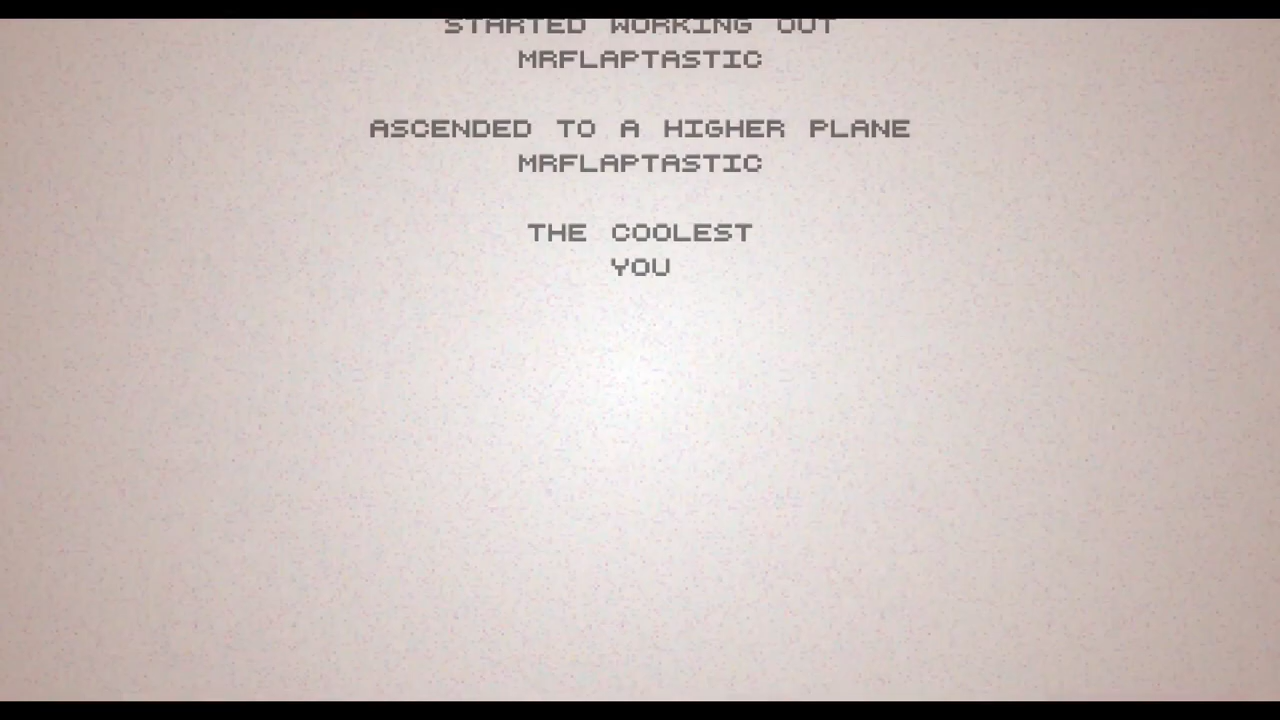 STARTED WORKING OUT
MRFLAPTASTIC
ASCENDED TO A HIGHER PLANE
MRFLAPTASTIC
THE COOLEST
YOU